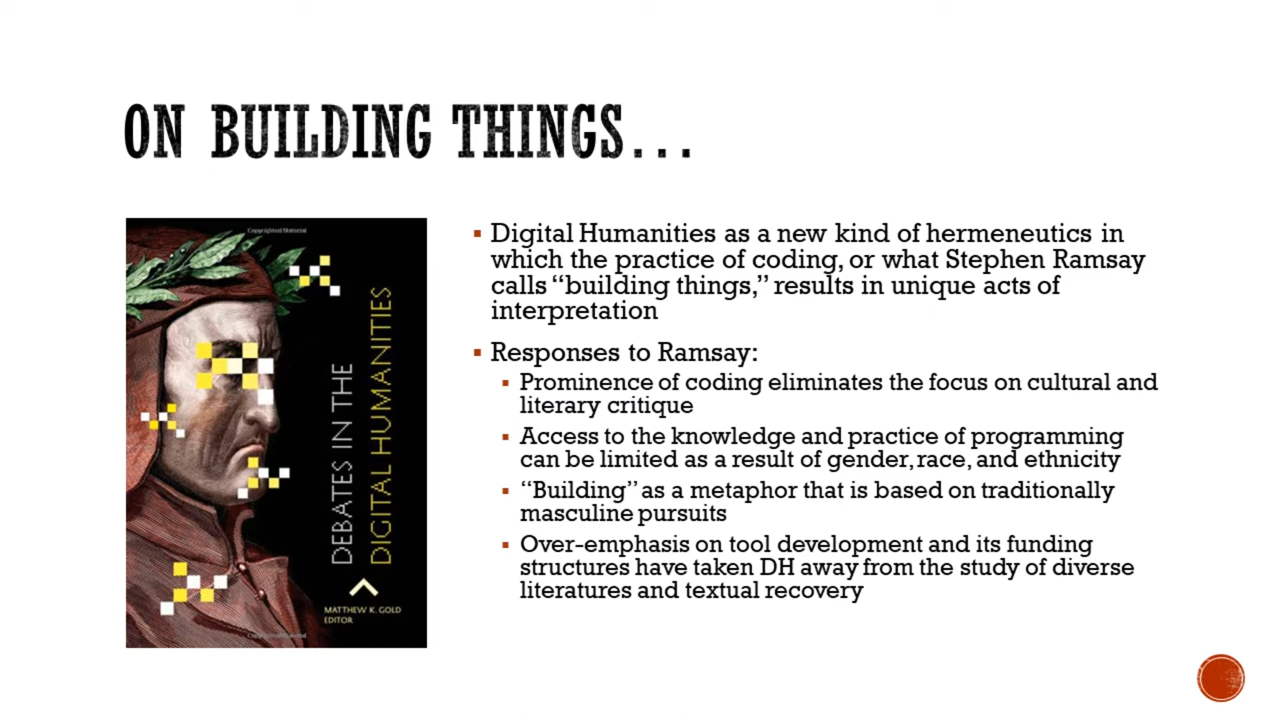 ON BUILDING THINGS...
Copyrighted Material
DEBATES IN THE
DIGITAL HUMANITIES
MATTHEW K. GOLD
EDITOR
Copyrighted Material
▪ Digital Humanities as a new kind of hermeneutics in
which the practice of coding, or what Stephen Ramsay
calls “building things,” results in unique acts of
interpretation
▪ Responses to Ramsay:
▪ Prominence of coding eliminates the focus on cultural and
literary critique
▪ Access to the knowledge and practice of programming
can be limited as a result of gender, race, and ethnicity
▪ “Building” as a metaphor that is based on traditionally
masculine pursuits
▪ Over-emphasis on tool development and its funding
structures have taken DH away from the study of diverse
literatures and textual recovery